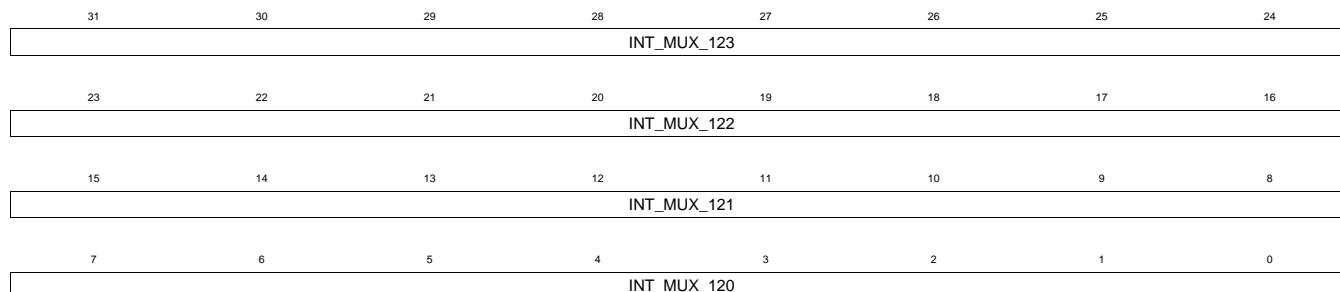 31 30 29 28 27 26 25 24
INT_MUX_123
23 22 21 20 19 18 17 16
INT_MUX_122
15 14 13 12 11 10 9 8
INT_MUX_121
7 6 5 4 3 2 1 0
INT_MUX_120